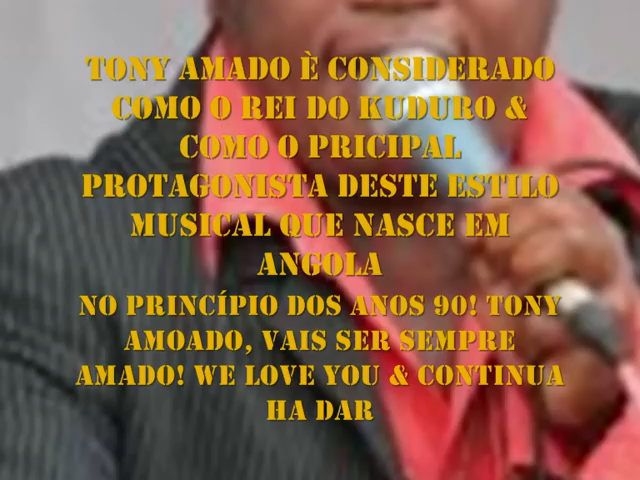 TONY AMADO È CONSIDERADO
COMO O REI DO KUDURO &
COMO O PRICIPAL
PROTAGONISTA DESTE ESTILO
MUSICAL QUE NASCE EM
ANGOLA
NO PRINCÍPIO DOS ANOS 90! TONY
AMOADO, VAIS SER SEMPRE
AMADO! WE LOVE YOU & CONTINUA
HA DAR